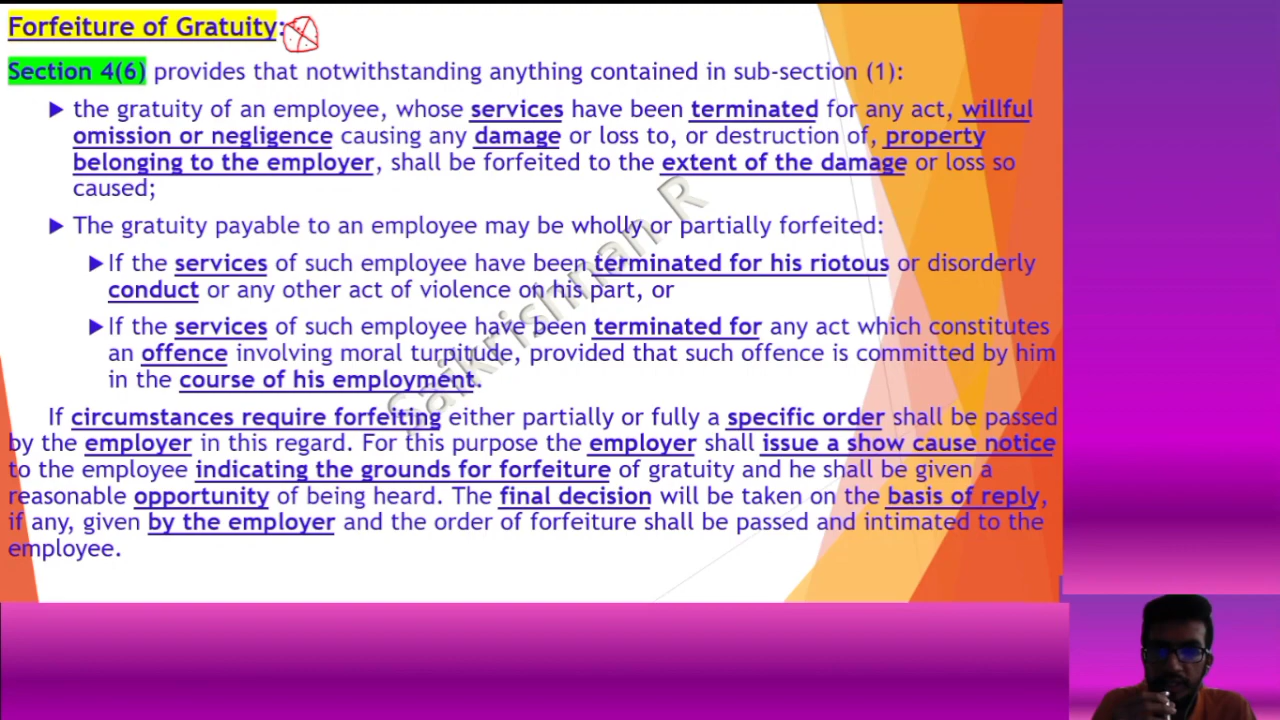 Forfeiture of Gratuity:
Section 4(6) provides that notwithstanding anything contained in sub-section (1):
the gratuity of an employee, whose services have been terminated for any act, willful
omission or negligence causing any damage or loss to, or destruction of, property
belonging to the employer, shall be forfeited to the extent of the damage or loss so
caused;
The gratuity payable to an employee may be wholly or partially forfeited:
If the services of such employee have been terminated for his riotous or disorderly
conduct or any other act of violence on his part, or
If the services of such employee have been terminated for any act which constitutes
an offence involving moral turpitude, provided that such offence is committed by him
in the course of his employment.
If circumstances require forfeiting either partially or fully a specific order shall be passed
by the employer in this regard. For this purpose the employer shall issue a show cause notice
to the employee indicating the grounds for forfeiture of gratuity and he shall be given a
reasonable opportunity of being heard. The final decision will be taken on the basis of reply,
if any, given by the employer and the order of forfeiture shall be passed and intimated to the
employee.
Saikrishnan R